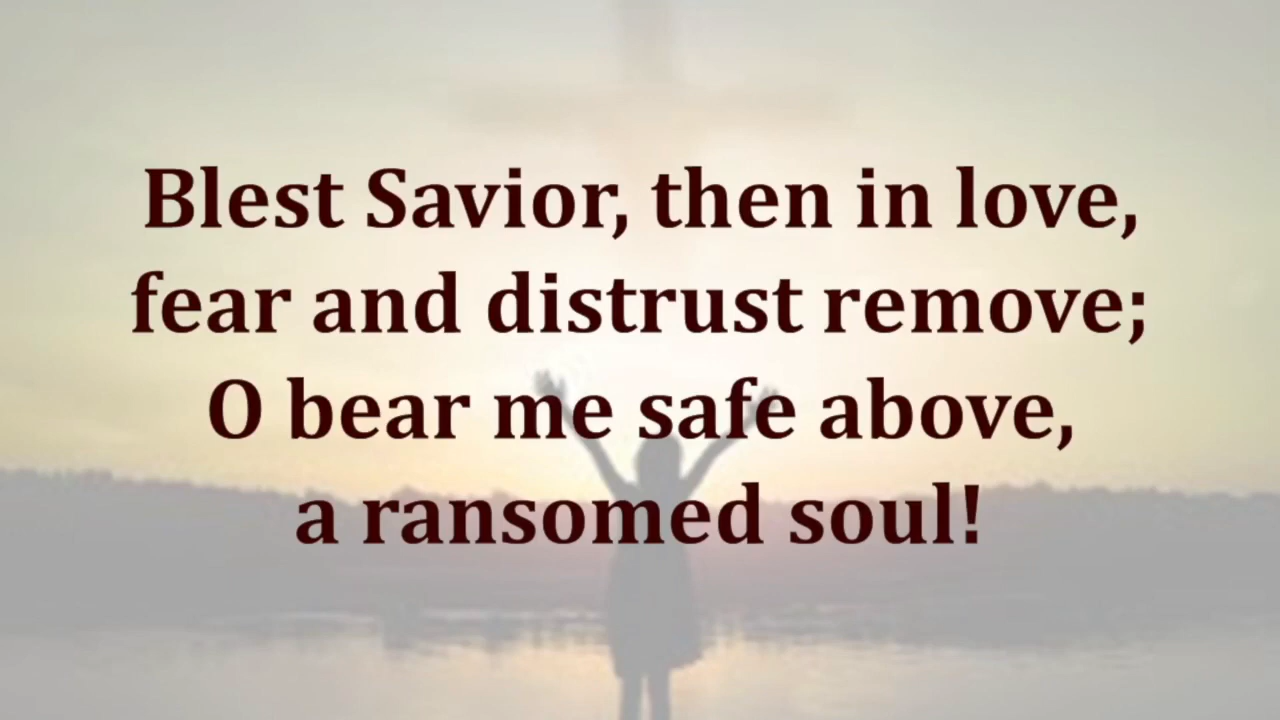 Blest Savior, then in love,
fear and distrust remove;
O bear me safe above,
a ransomed soul!